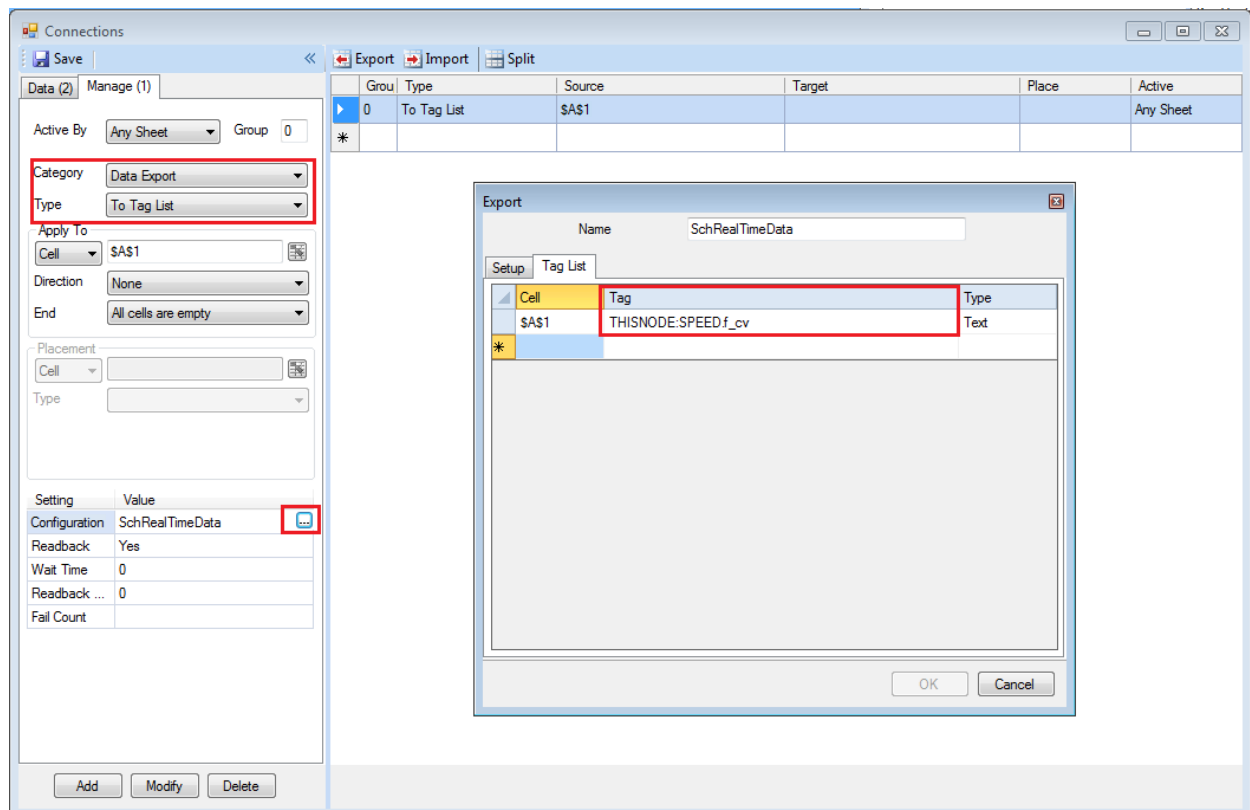 Connections
Save «
Data (2) Manage (1)
Active By Any Sheet Group 0
Category Data Export
Type To Tag List
Apply To
Cell $A$1
Direction None
End All cells are empty
Placement
Cell
Type
Setting Value
Configuration SchRealTimeData ...
Readback Yes
Wait Time 0
Readback ... 0
Fail Count
Add Modify Delete
Export Import Split
Grou Type Source Target Place Active
0 To Tag List $A$1 Any Sheet
*
Export
Name SchRealTimeData
Setup Tag List
Cell Tag Type
$A$1 THISNODE:SPEED.f_cv Text
*
OK Cancel